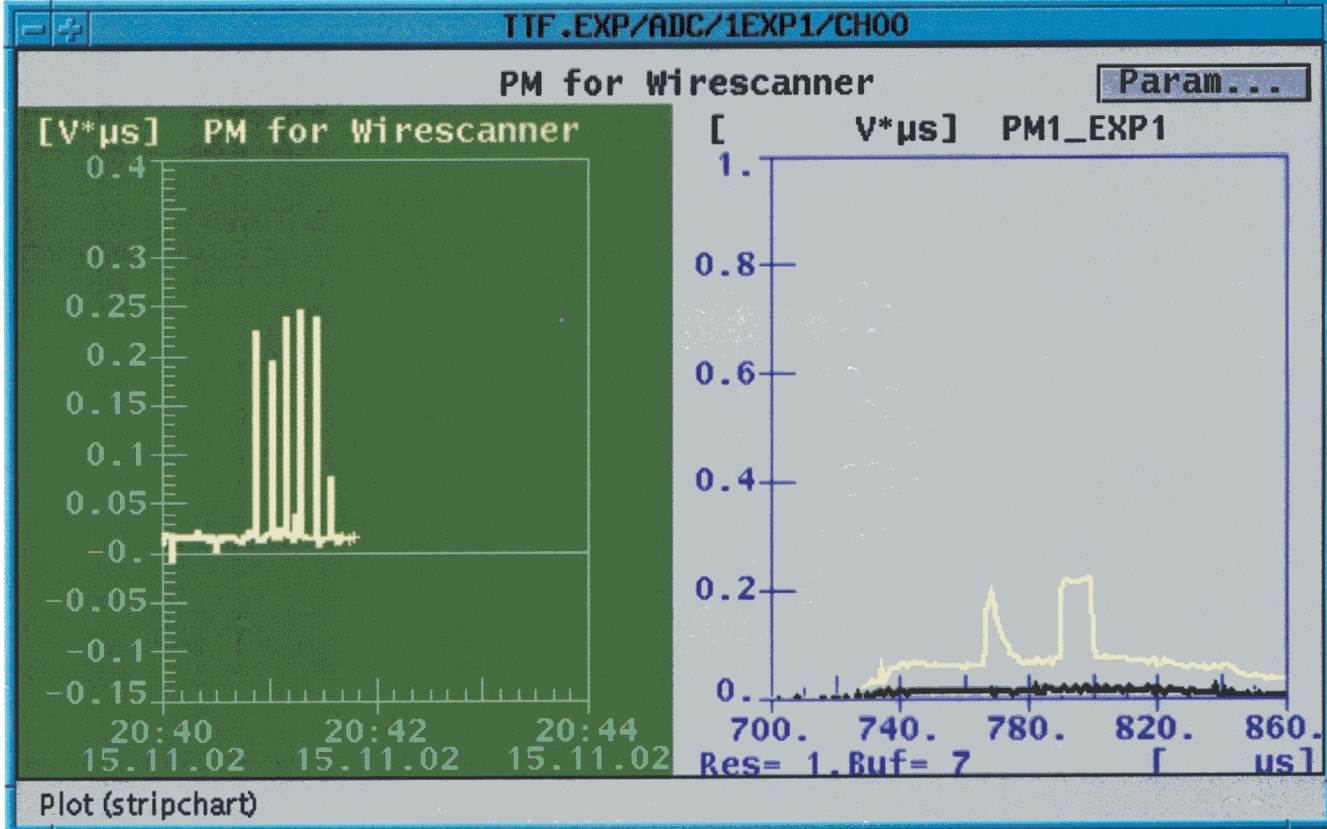 TTF.EXP/ADC/1EXP1/CH00
PM for Wirescanner
Param...
[V*µs] PM for Wirescanner
0.4
0.3
0.25
0.2
0.15
0.1
0.05
-0.
-0.05
-0.1
-0.15
20:40 20:42 20:44
15.11.02 15.11.02 15.11.02
[ V*µs] PM1_EXP1
1.
0.8
0.6
0.4
0.2
0.
700. 740. 780. 820. 860.
Res= 1.Buf= 7 [ µs]
Plot (stripchart)